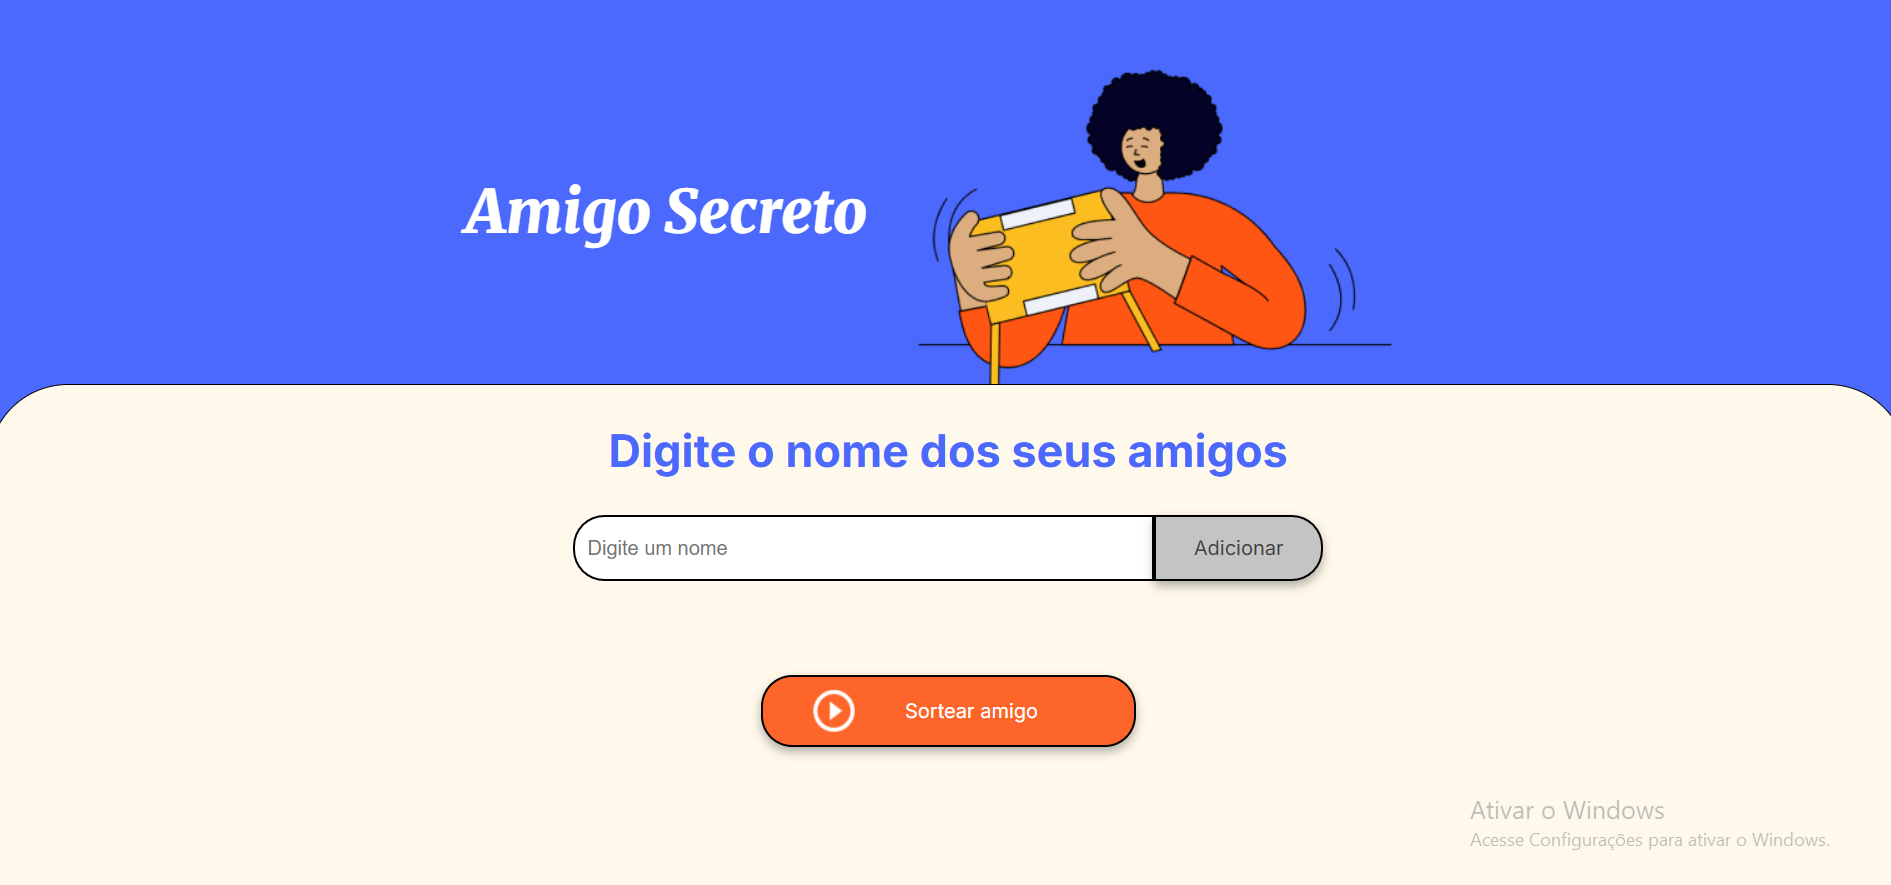 Amigo Secreto
Digite o nome dos seus amigos
Digite um nome
Adicionar
Sortear amigo
Ativar o Windows
Acesse Configurações para ativar o Windows.